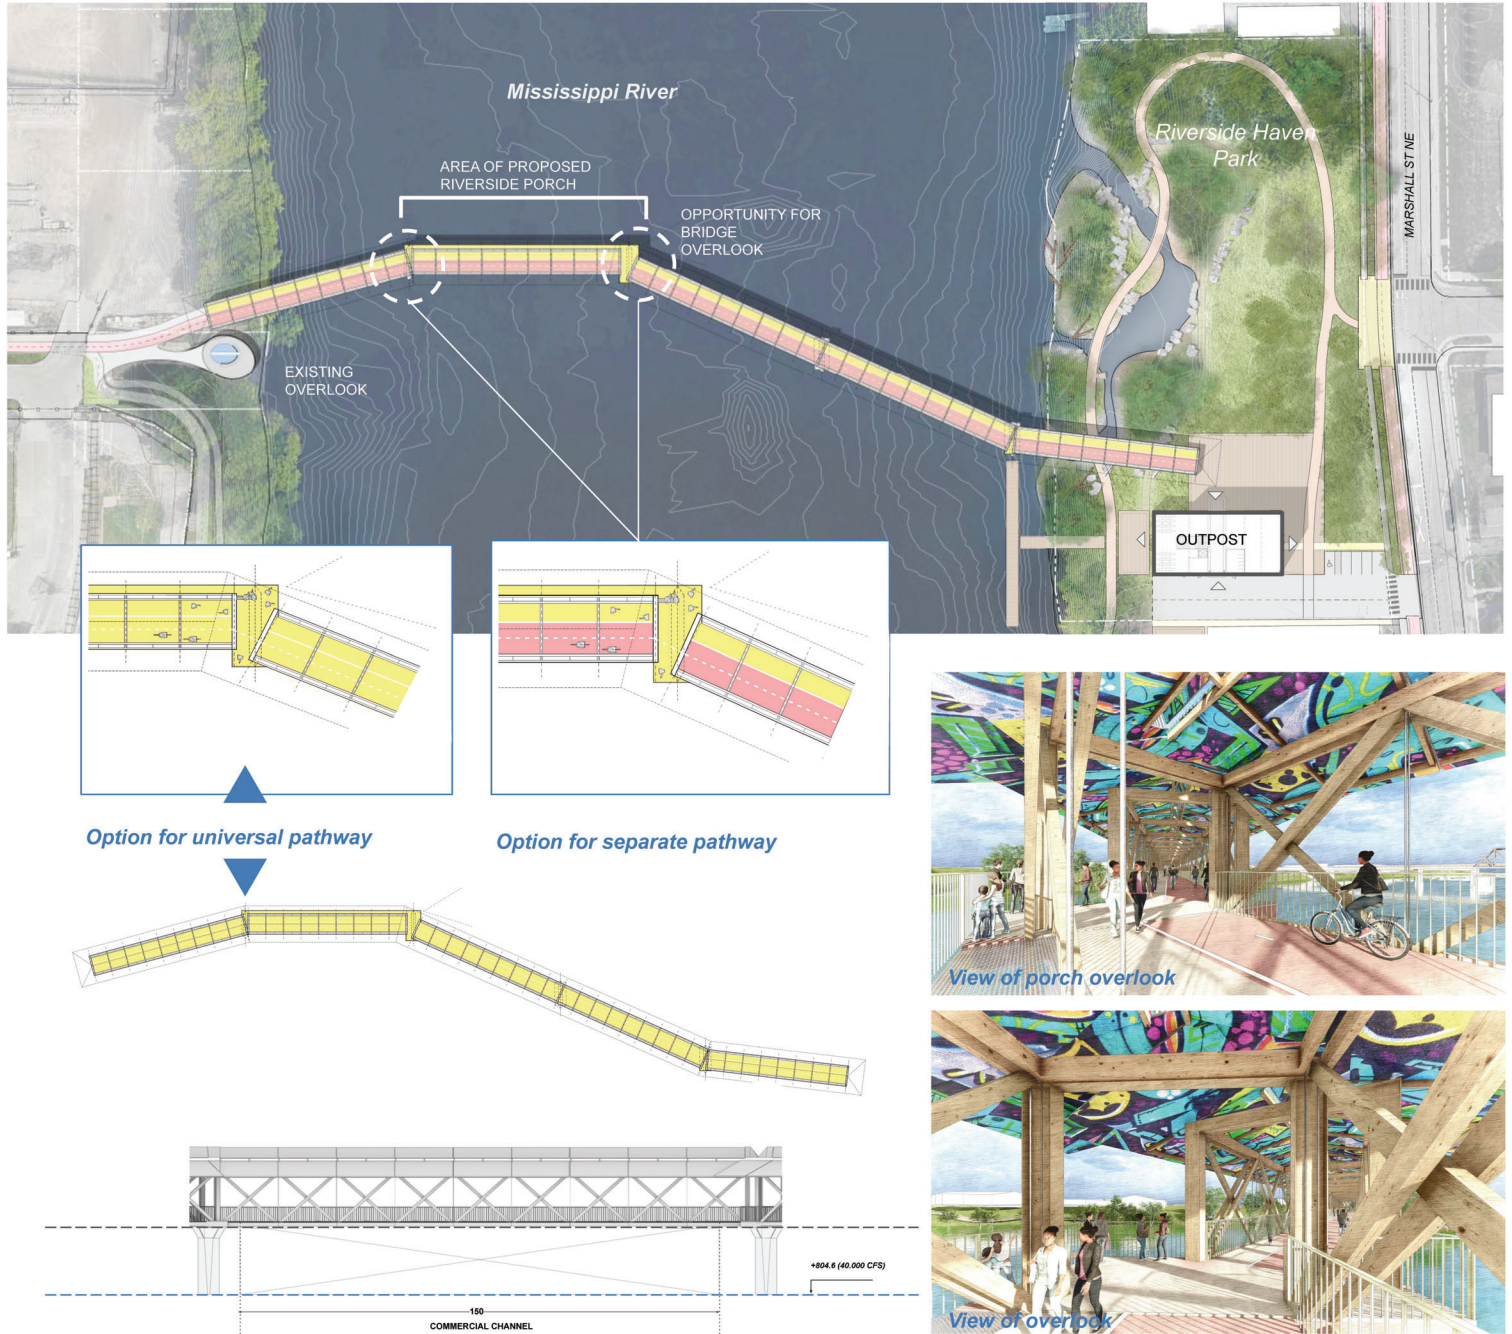 Mississippi River
Riverside Haven
Park
MARSHALL ST NE
AREA OF PROPOSED
RIVERSIDE PORCH
OPPORTUNITY FOR
BRIDGE
OVERLOOK
EXISTING
OVERLOOK
OUTPOST
Option for universal pathway
Option for separate pathway
View of porch overlook
View of overlook
+804.6 (40.000 CFS)
150
COMMERCIAL CHANNEL